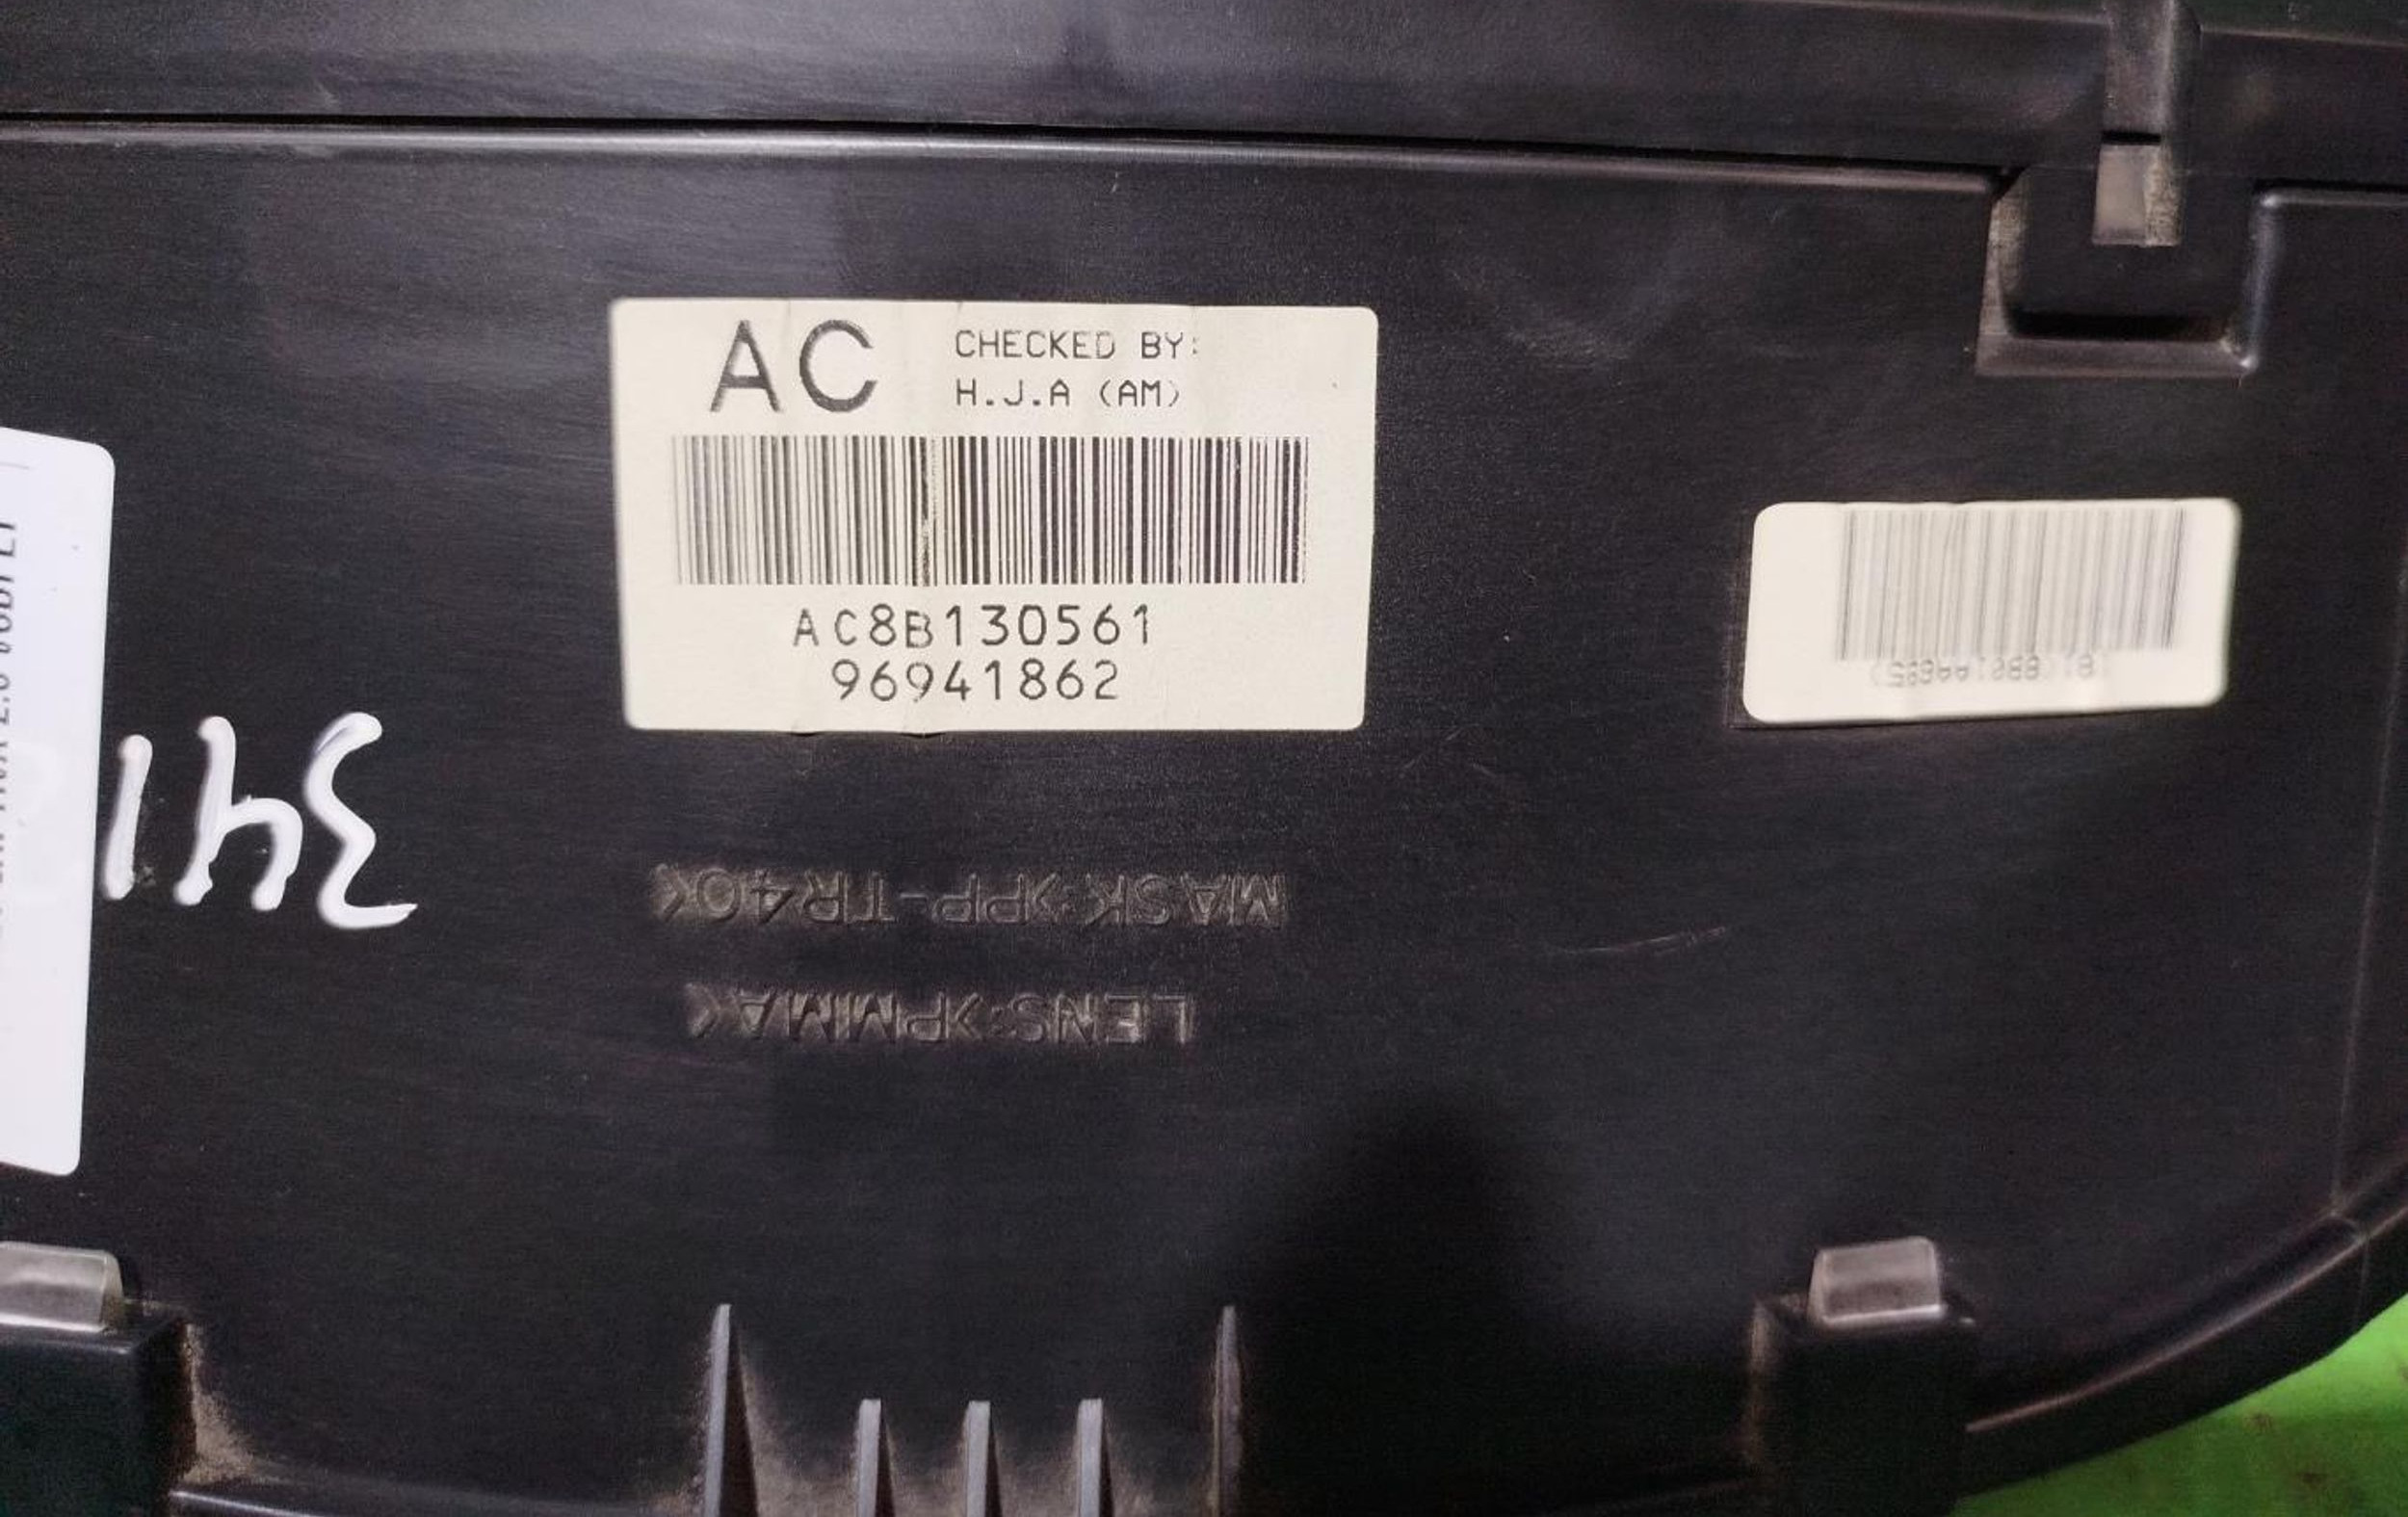 AC
CHECKED BY:
H.J.A (AM)
AC8B130561
96941862
341
MASK:>PP-TR40<
LENS:>PMMA<